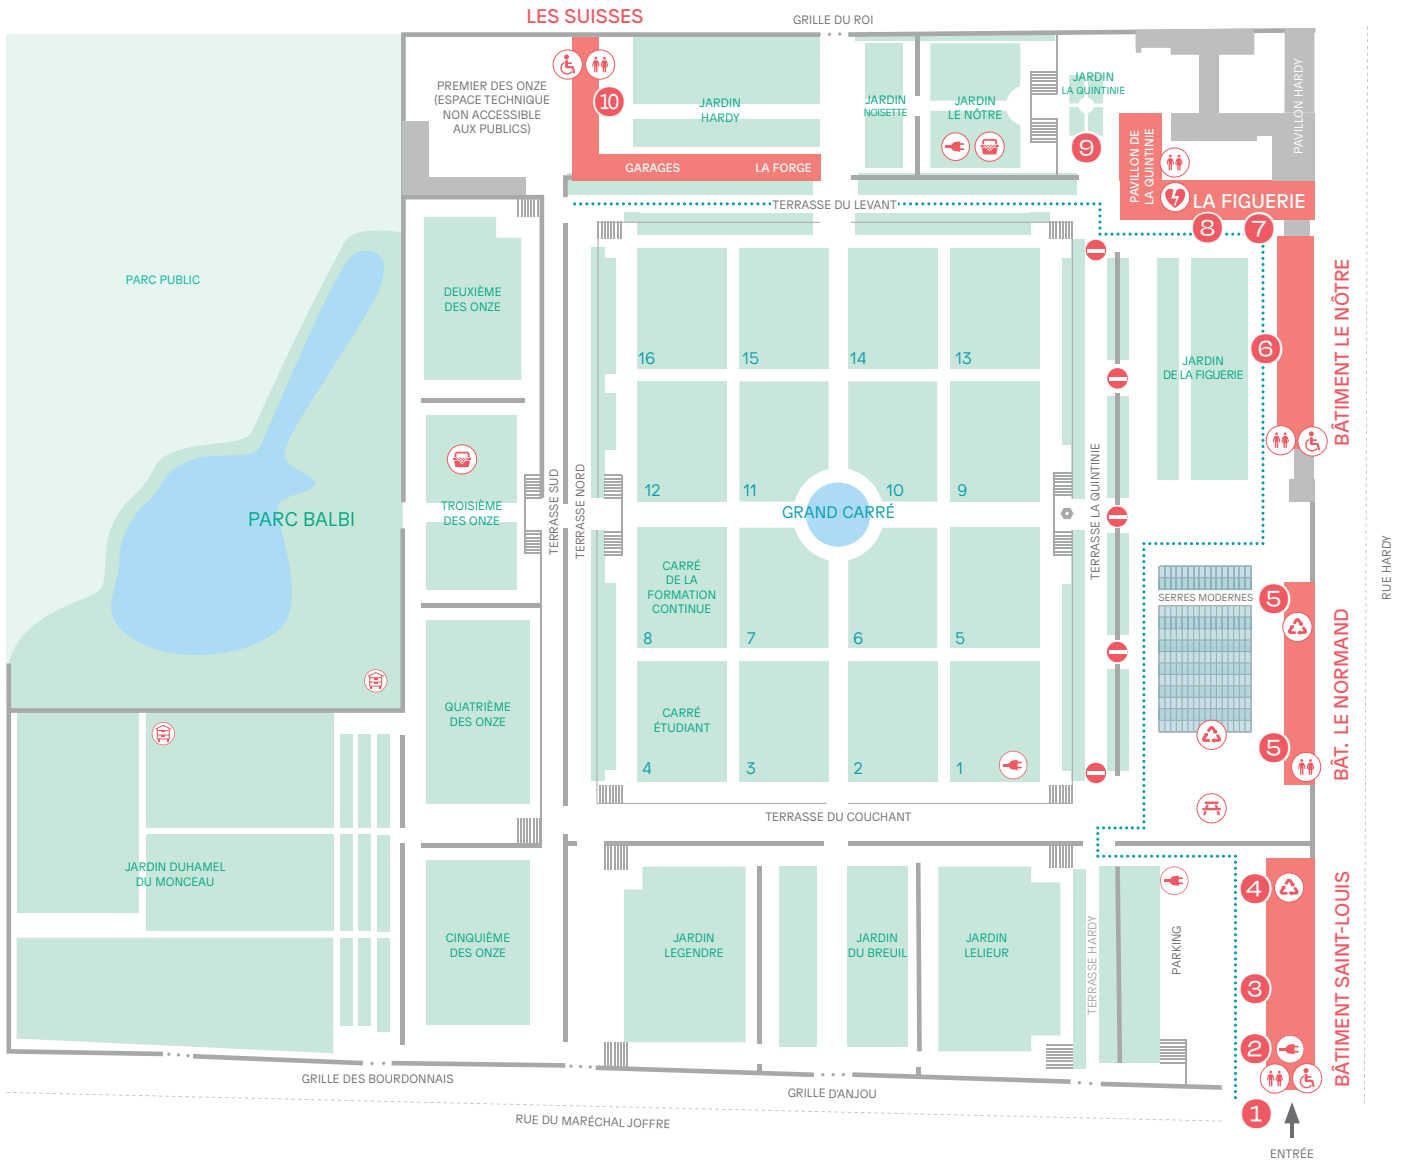 LES SUISSES
GRILLE DU ROI
PREMIER DES ONZE
(ESPACE TECHNIQUE
NON ACCESSIBLE
AUX PUBLICS)
10
JARDIN
HARDY
JARDIN
NOISETTE
JARDIN
LE NÔTRE
JARDIN
LA QUINTINIE
9
PAVILLON HARDY
PAVILLON DE
LA QUINTINIE
GARAGES
LA FORGE
LA FIGUERIE
TERRASSE DU LEVANT
8
7
PARC PUBLIC
DEUXIÈME
DES ONZE
16
15
14
13
6
JARDIN
DE LA FIGUERIE
BÂTIMENT LE NÔTRE
PARC BALBI
TROISIÈME
DES ONZE
TERRASSE SUD
TERRASSE NORD
12
11
10
9
GRAND CARRÉ
TERRASSE LA QUINTINIE
RUE HARDY
CARRÉ
DE LA
FORMATION
CONTINUE
8
7
6
5
SERRES MODERNES
5
BÂT. LE NORMAND
QUATRIÈME
DES ONZE
CARRÉ
ÉTUDIANT
4
3
2
1
5
TERRASSE DU COUCHANT
JARDIN DUHAMEL
DU MONCEAU
CINQUIÈME
DES ONZE
JARDIN
LEGENDRE
JARDIN
DU BREUIL
JARDIN
LELIEUR
TERRASSE HARDY
PARKING
4
3
2
BÂTIMENT SAINT-LOUIS
GRILLE DES BOURDONNAIS
GRILLE D'ANJOU
RUE DU MARÉCHAL JOFFRE
1
ENTRÉE